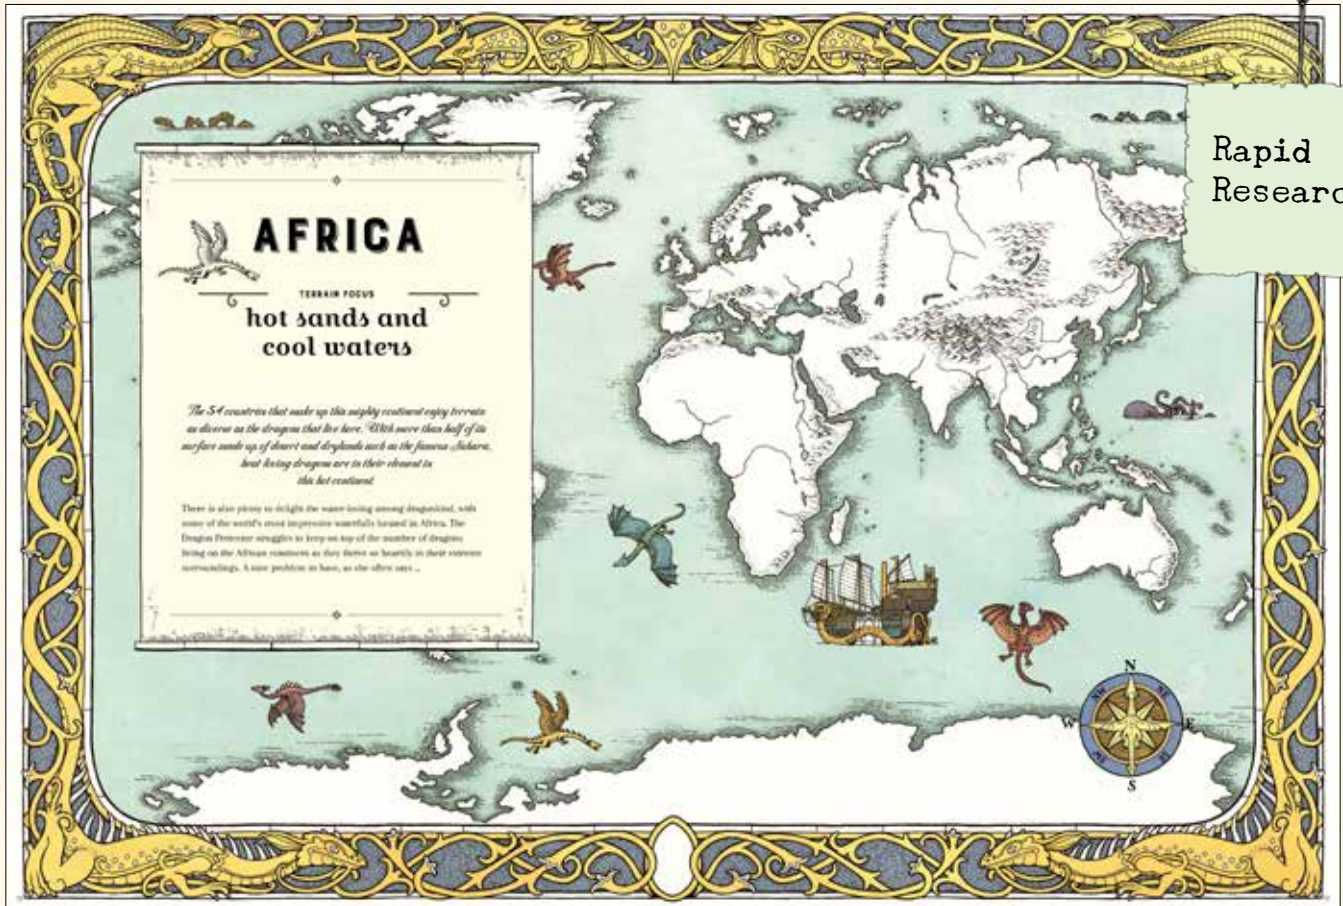 AFRICA
TERRAIN FOCUS
hot sands and
cool waters
The 54 countries that make up this mighty continent enjoy terrain
as diverse as the dragons that live here. With more than half of its
surface made up of desert and drylands such as the famous Sahara,
heat loving dragons are in their element in
this hot continent
There is also plenty to delight the water-loving among dragonkind, with
some of the world's most impressive waterfalls located in Africa. The
Dragon Protector struggles to keep on top of the number of dragons
living on the African continent as they thrive so heartily in their extreme
surroundings. A nice problem to have, as she often says ...
Rapid
Researc
N
NW
NE
W
E
SW
SE
S